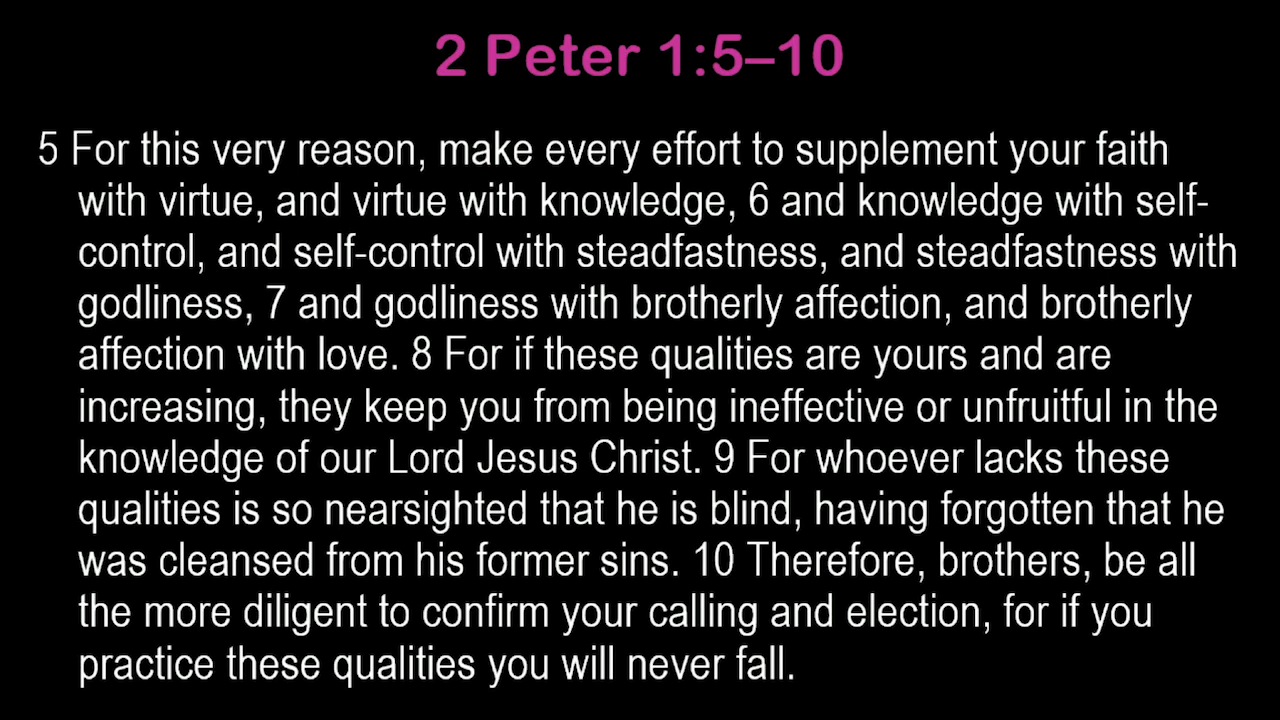 2 Peter 1:5–10
5 For this very reason, make every effort to supplement your faith
with virtue, and virtue with knowledge, 6 and knowledge with self-
control, and self-control with steadfastness, and steadfastness with
godliness, 7 and godliness with brotherly affection, and brotherly
affection with love. 8 For if these qualities are yours and are
increasing, they keep you from being ineffective or unfruitful in the
knowledge of our Lord Jesus Christ. 9 For whoever lacks these
qualities is so nearsighted that he is blind, having forgotten that he
was cleansed from his former sins. 10 Therefore, brothers, be all
the more diligent to confirm your calling and election, for if you
practice these qualities you will never fall.